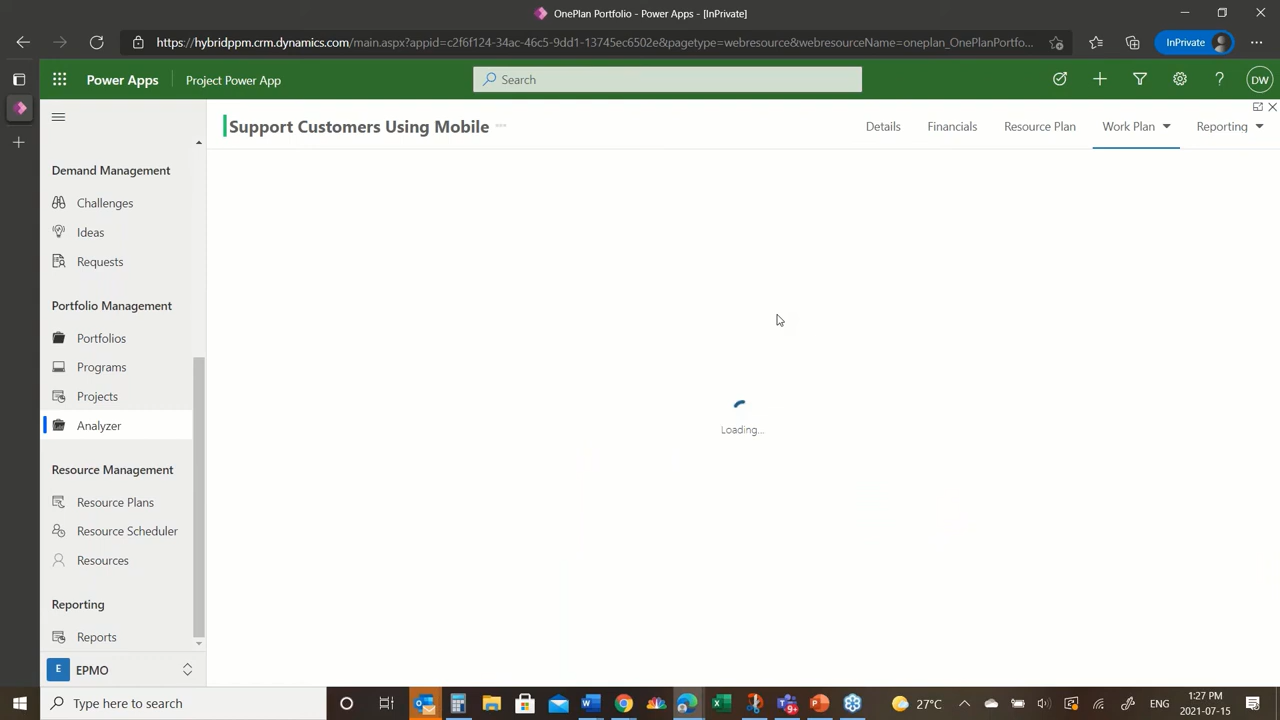 OnePlan Portfolio - Power Apps - [InPrivate]
https://hybridppm.crm.dynamics.com/main.aspx?appid=c2f6f124-34ac-46c5-9dd1-13745ec6502e&pagetype=webresource&webresourceName=oneplan_OnePlanPortfo...
InPrivate
Power Apps
Project Power App
Search
DW
Support Customers Using Mobile
Details
Financials
Resource Plan
Work Plan
Reporting
Demand Management
Challenges
Ideas
Requests
Portfolio Management
Portfolios
Programs
Projects
Analyzer
Resource Management
Resource Plans
Resource Scheduler
Resources
Reporting
Reports
E EPMO
Loading...
Type here to search
27°C
ENG
1:27 PM
2021-07-15